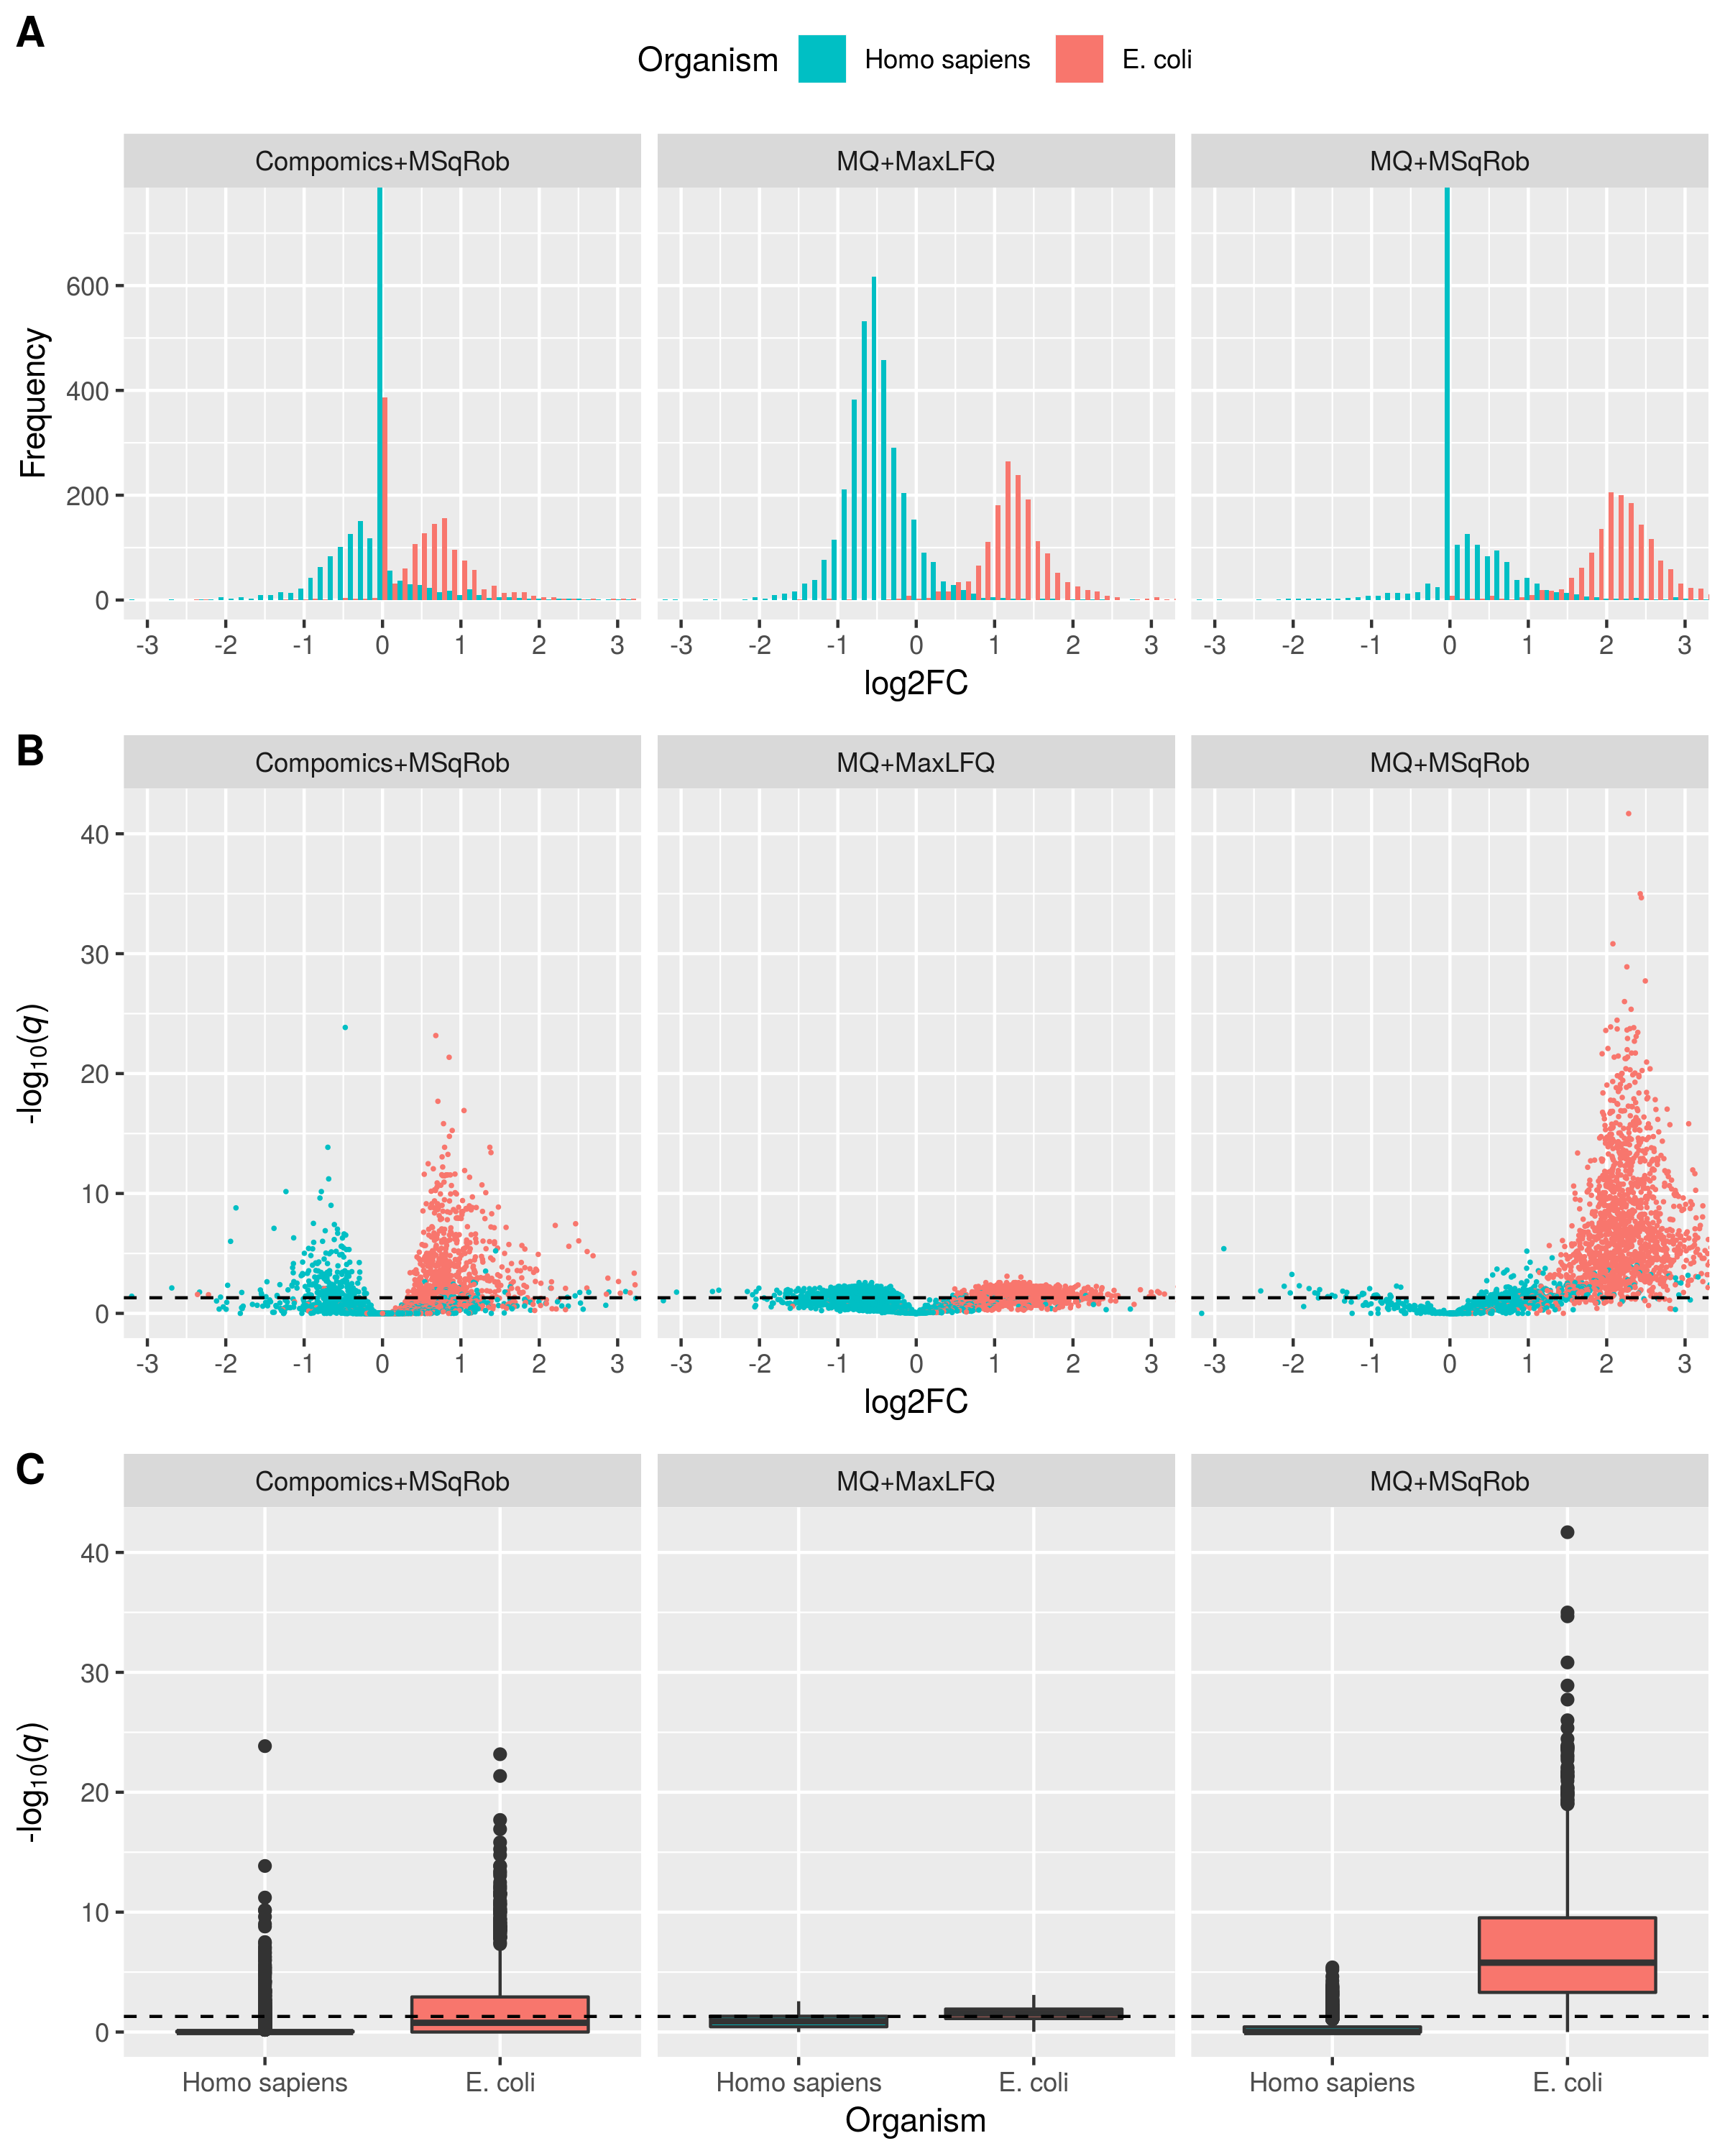 A
Organism Homo sapiens E. coli
Compomics+MSqRob MQ+MaxLFQ MQ+MSqRob
Frequency
600
400
200
0
-3 -2 -1 0 1 2 3 -3 -2 -1 0 1 2 3 -3 -2 -1 0 1 2 3
log2FC
B
Compomics+MSqRob MQ+MaxLFQ MQ+MSqRob
-log₁₀(q)
40
30
20
10
0
-3 -2 -1 0 1 2 3 -3 -2 -1 0 1 2 3 -3 -2 -1 0 1 2 3
log2FC
C
Compomics+MSqRob MQ+MaxLFQ MQ+MSqRob
-log₁₀(q)
40
30
20
10
0
Homo sapiens E. coli Homo sapiens E. coli Homo sapiens E. coli
Organism